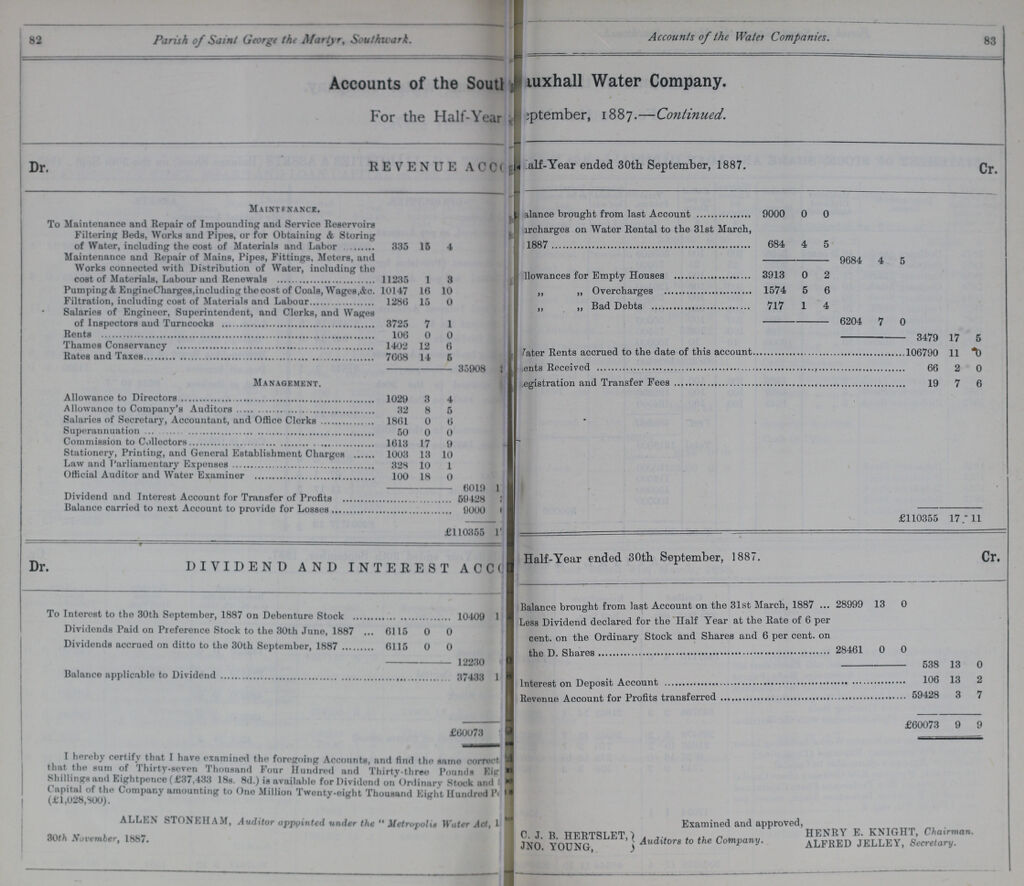 82 Parish of Saint George the Martyr, Southwark.
Accounts of the South
For the Half-Year
Dr. REVENUE ACCO
MAINTENANCE.
To Maintenance and Repair of Impounding and Service Reservoirs
Filtering Beds, Works and Pipes, or for Obtaining & Storing
of Water, including the cost of Materials and Labor ........ 335 15 4
Maintenance and Repair of Mains, Pipes, Fittings, Meters, and
Works connected with Distribution of Water, including the
cost of Materials, Labour and Renewals ........ 11235 1 3
Pumping & Engine Charges, including the cost of Coals, Wages, &c. 10147 16 10
Filtration, including cost of Materials and Labour ........ 1286 15 0
Salaries of Engineer, Superintendent, and Clerks, and Wages
of Inspectors and Turncocks ........ 3725 7 1
Rents ........ 106 0 0
Thames Conservancy ........ 1402 12 6
Rates and Taxes ........ 7668 14 5
35908
MANAGEMENT.
Allowance to Directors ........ 1029 3 4
Allowance to Company's Auditors ........ 32 8 5
Salaries of Secretary, Accountant, and Office Clerks ........ 1861 0 6
Superannuation ........ 50 0 0
Commission to Collectors ........ 1613 17 9
Stationery, Printing, and General Establishment Charges ...... 1003 13 10
Law and Parliamentary Expenses ........ 328 10 1
Official Auditor and Water Examiner ........ 100 18 0
6019 1
Dividend and Interest Account for Transfer of Profits ........ 59428
Balance carried to next Account to provide for Losses ........ 9000
£110355 1
Dr. DIVIDEND AND INTEREST ACCO
To Interest to the 30th September, 1887 on Debenture Stock ........ 10409 1
Dividends Paid on Preference Stock to the 30th June, 1887 ... 6115 0 0
Dividends accrued on ditto to the 30th September, 1887 ........ 6115 0 0
12230
Balance applicable to Dividend ........ 37433 1
£60073
I hereby certify that I have examined the foregoing Accounts, and find the same correct
that the sum of Thirty-seven Thousand Four Hundred and Thirty-three Pounds Eig
Shillings and Eightpence (£37,433 18s. 8d.) is available for Dividend on Ordinary Stock and
Capital of the Company amounting to One Million Twenty-eight Thousand Eight Hundred P
(£1,028,800).
ALLEN STONEHAM, Auditor appointed under the "Metropolis Water Act, 1
30th November, 1887.
Accounts of the Water Companies. 83
auxhall Water Company.
eptember, 1887.—Continued.
alf-Year ended 30th September, 1887. Cr.
alance brought from last Account ........ 9000 0 0
urcharges on Water Rental to the 31st March,
1887 ........ 684 4 5
9684 4 5
llowances for Empty Houses ........ 3913 0 2
„ „ Overcharges ........ 1574 5 6
„ „ Bad Debts ........ 717 1 4
6204 7 0
3479 17 5
Water Rents accrued to the date of this account ........ 106790 11 0
ents Received ........ 66 2 0
egistration and Transfer Fees ........ 19 7 6
£110355 17 11
Half-Year ended 30th September, 1887. Cr.
Balance brought from last Account on the 31st March, 1887 ... 28999 13 0
Less Dividend declared for the Half Year at the Rate of 6 per
cent. on the Ordinary Stock and Shares and 6 per cent. on
the D. Shares ........ 28461 0 0
538 13 0
Interest on Deposit Account ........ 106 13 2
Revenue Account for Profits transferred ........ 59428 3 7
£60073 9 9
Examined and approved,
C. J. B. HERTSLET, } Auditors to the Company. HENRY E. KNIGHT, Chairman.
JNO. YOUNG, } ALFRED JELLEY, Secretary.